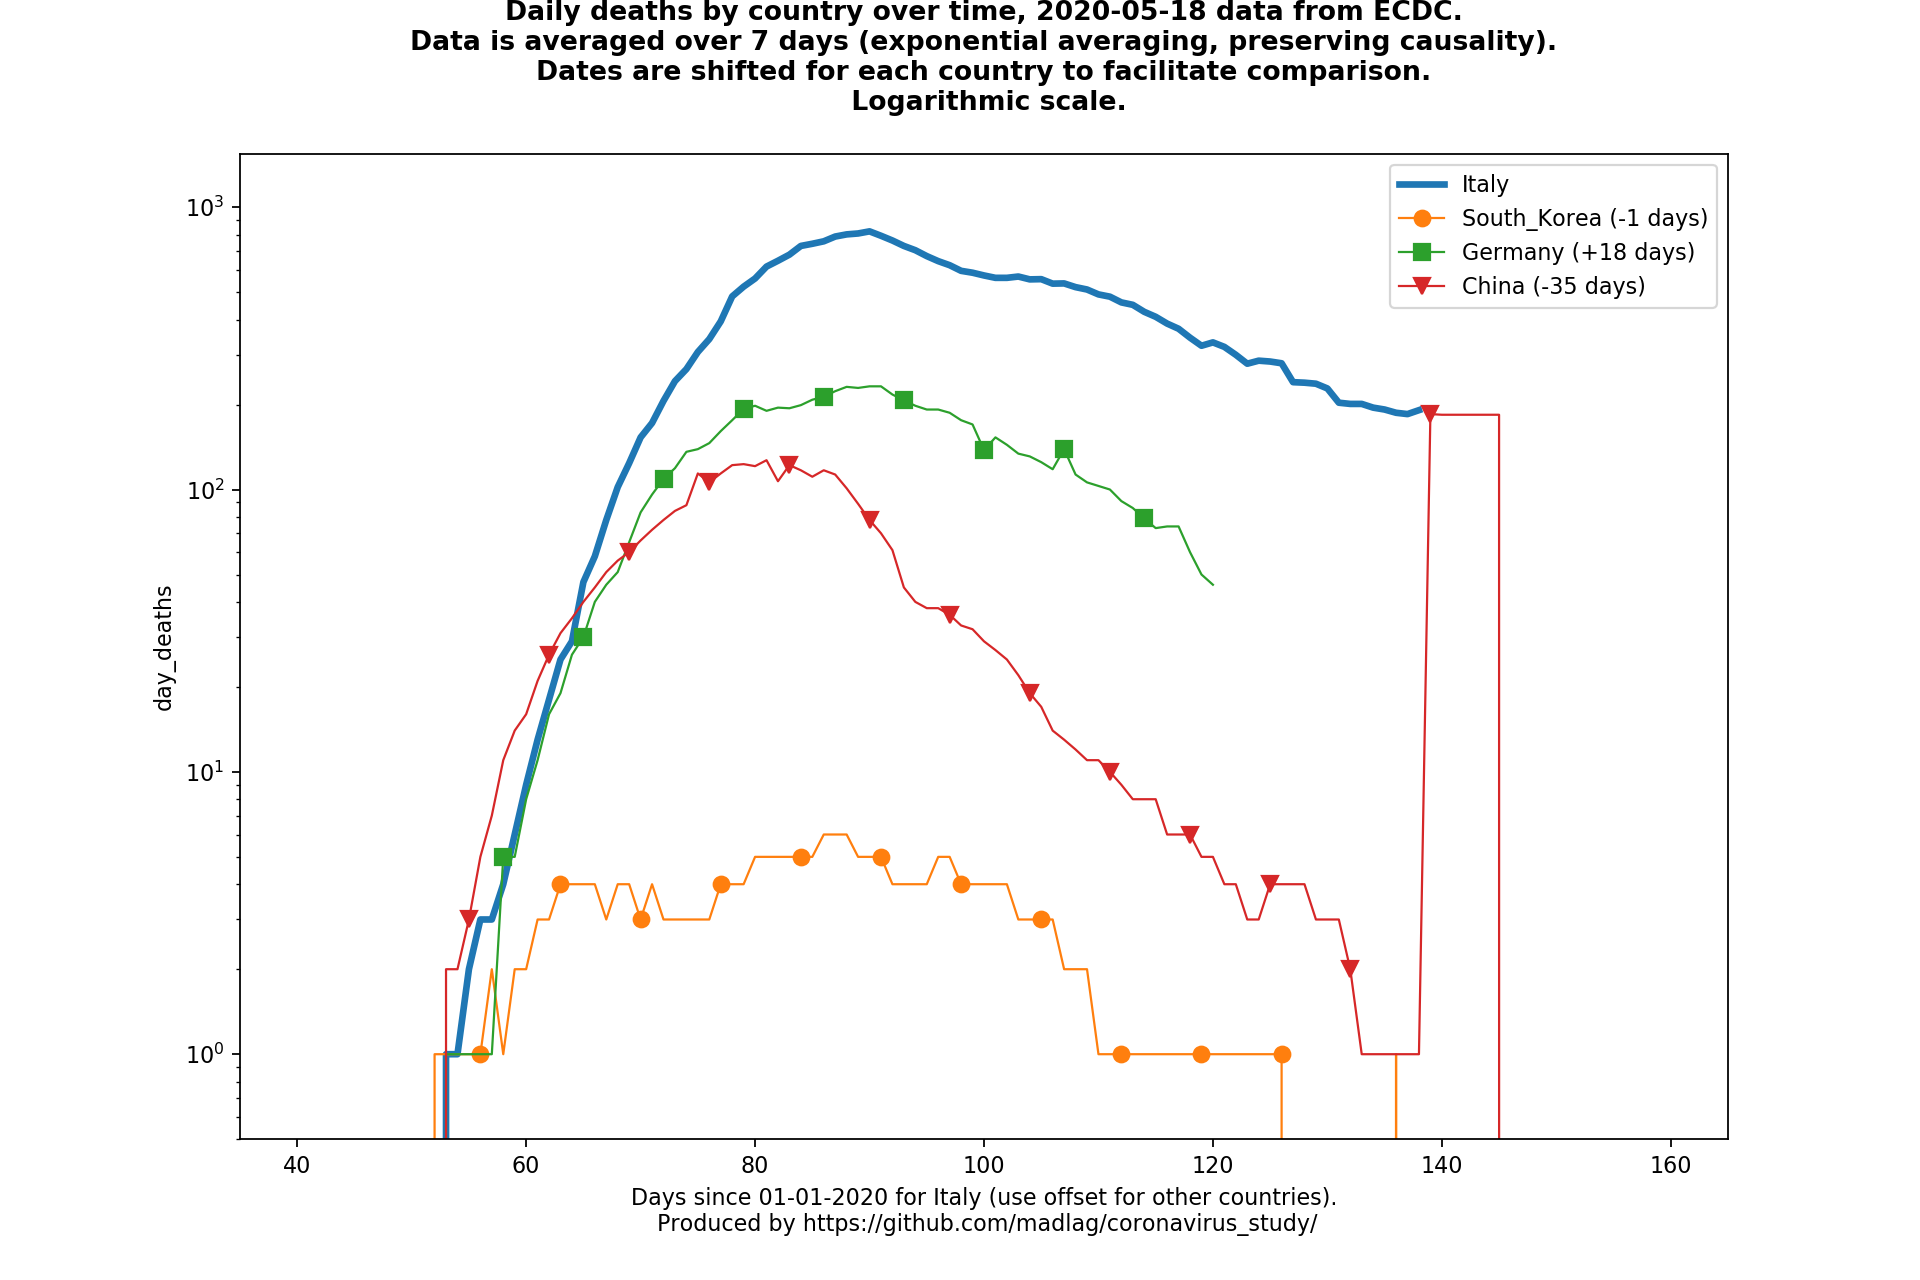 Daily deaths by country over time, 2020-05-18 data from ECDC.
Data is averaged over 7 days (exponential averaging, preserving causality).
Dates are shifted for each country to facilitate comparison.
Logarithmic scale.
Italy
South_Korea (-1 days)
Germany (+18 days)
China (-35 days)
10³
10²
10¹
10⁰
day_deaths
40 60 80 100 120 140 160
Days since 01-01-2020 for Italy (use offset for other countries).
Produced by https://github.com/madlag/coronavirus_study/